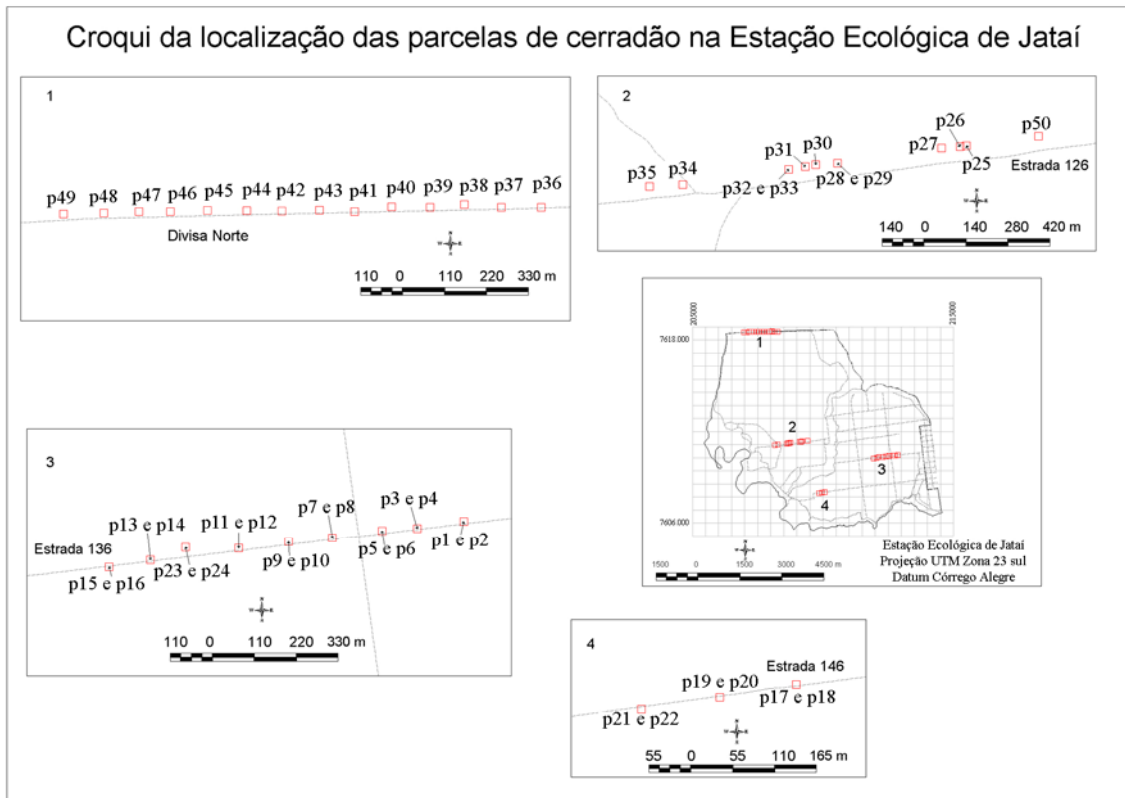 Croqui da localização das parcelas de cerradão na Estação Ecológica de Jataí
1
p49 p48 p47 p46 p45 p44 p42 p43 p41 p40 p39 p38 p37 p36
Divisa Norte
110 0 110 220 330 m
2
p35 p34
p31 p30
p32 e p33
p28 e p29
p27 p26
p25
p50
Estrada 126
140 0 140 280 420 m
205000 215000
7618.000
7606.000
1
2
3
4
1500 0 1500 3000 4500 m
Estação Ecológica de Jataí
Projeção UTM Zona 23 sul
Datum Córrego Alegre
3
Estrada 136
p13 e p14
p11 e p12
p7 e p8
p3 e p4
p15 e p16
p23 e p24
p9 e p10
p5 e p6
p1 e p2
110 0 110 220 330 m
4
Estrada 146
p19 e p20
p21 e p22
p17 e p18
55 0 55 110 165 m